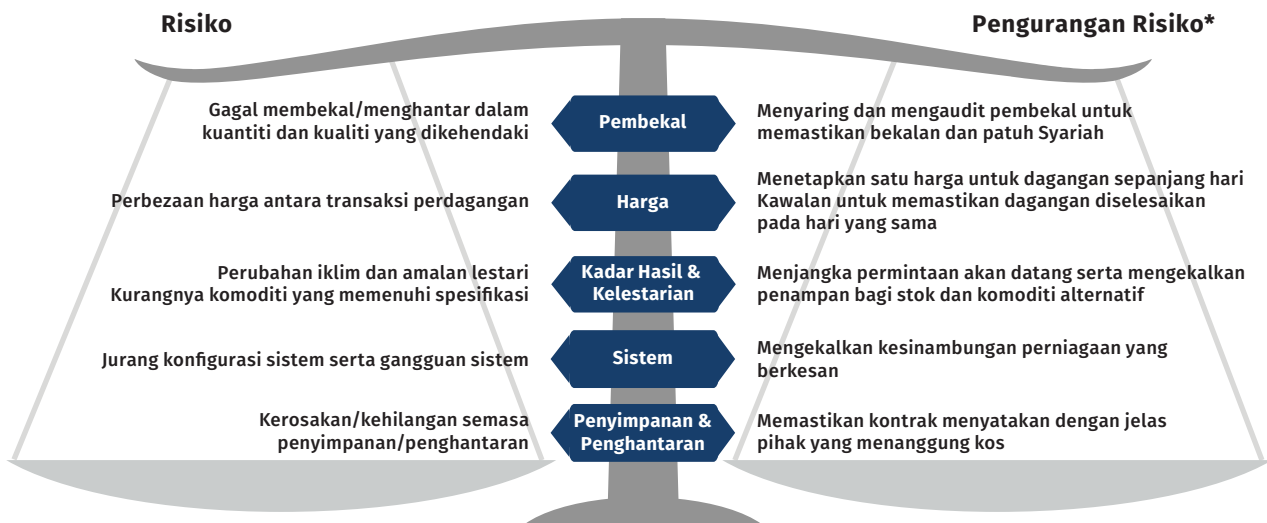 Risiko
Pengurangan Risiko*
Gagal membekal/menghantar dalam
kuantiti dan kualiti yang dikehendaki
Pembekal
Menyaring dan mengaudit pembekal untuk
memastikan bekalan dan patuh Syariah
Perbezaan harga antara transaksi perdagangan
Harga
Menetapkan satu harga untuk dagangan sepanjang hari
Kawalan untuk memastikan dagangan diselesaikan
pada hari yang sama
Perubahan iklim dan amalan lestari
Kurangnya komoditi yang memenuhi spesifikasi
Kadar Hasil &
Kelestarian
Menjangka permintaan akan datang serta mengekalkan
penampan bagi stok dan komoditi alternatif
Jurang konfigurasi sistem serta gangguan sistem
Sistem
Mengekalkan kesinambungan perniagaan yang
berkesan
Kerosakan/kehilangan semasa
penyimpanan/penghantaran
Penyimpanan &
Penghantaran
Memastikan kontrak menyatakan dengan jelas
pihak yang menanggung kos